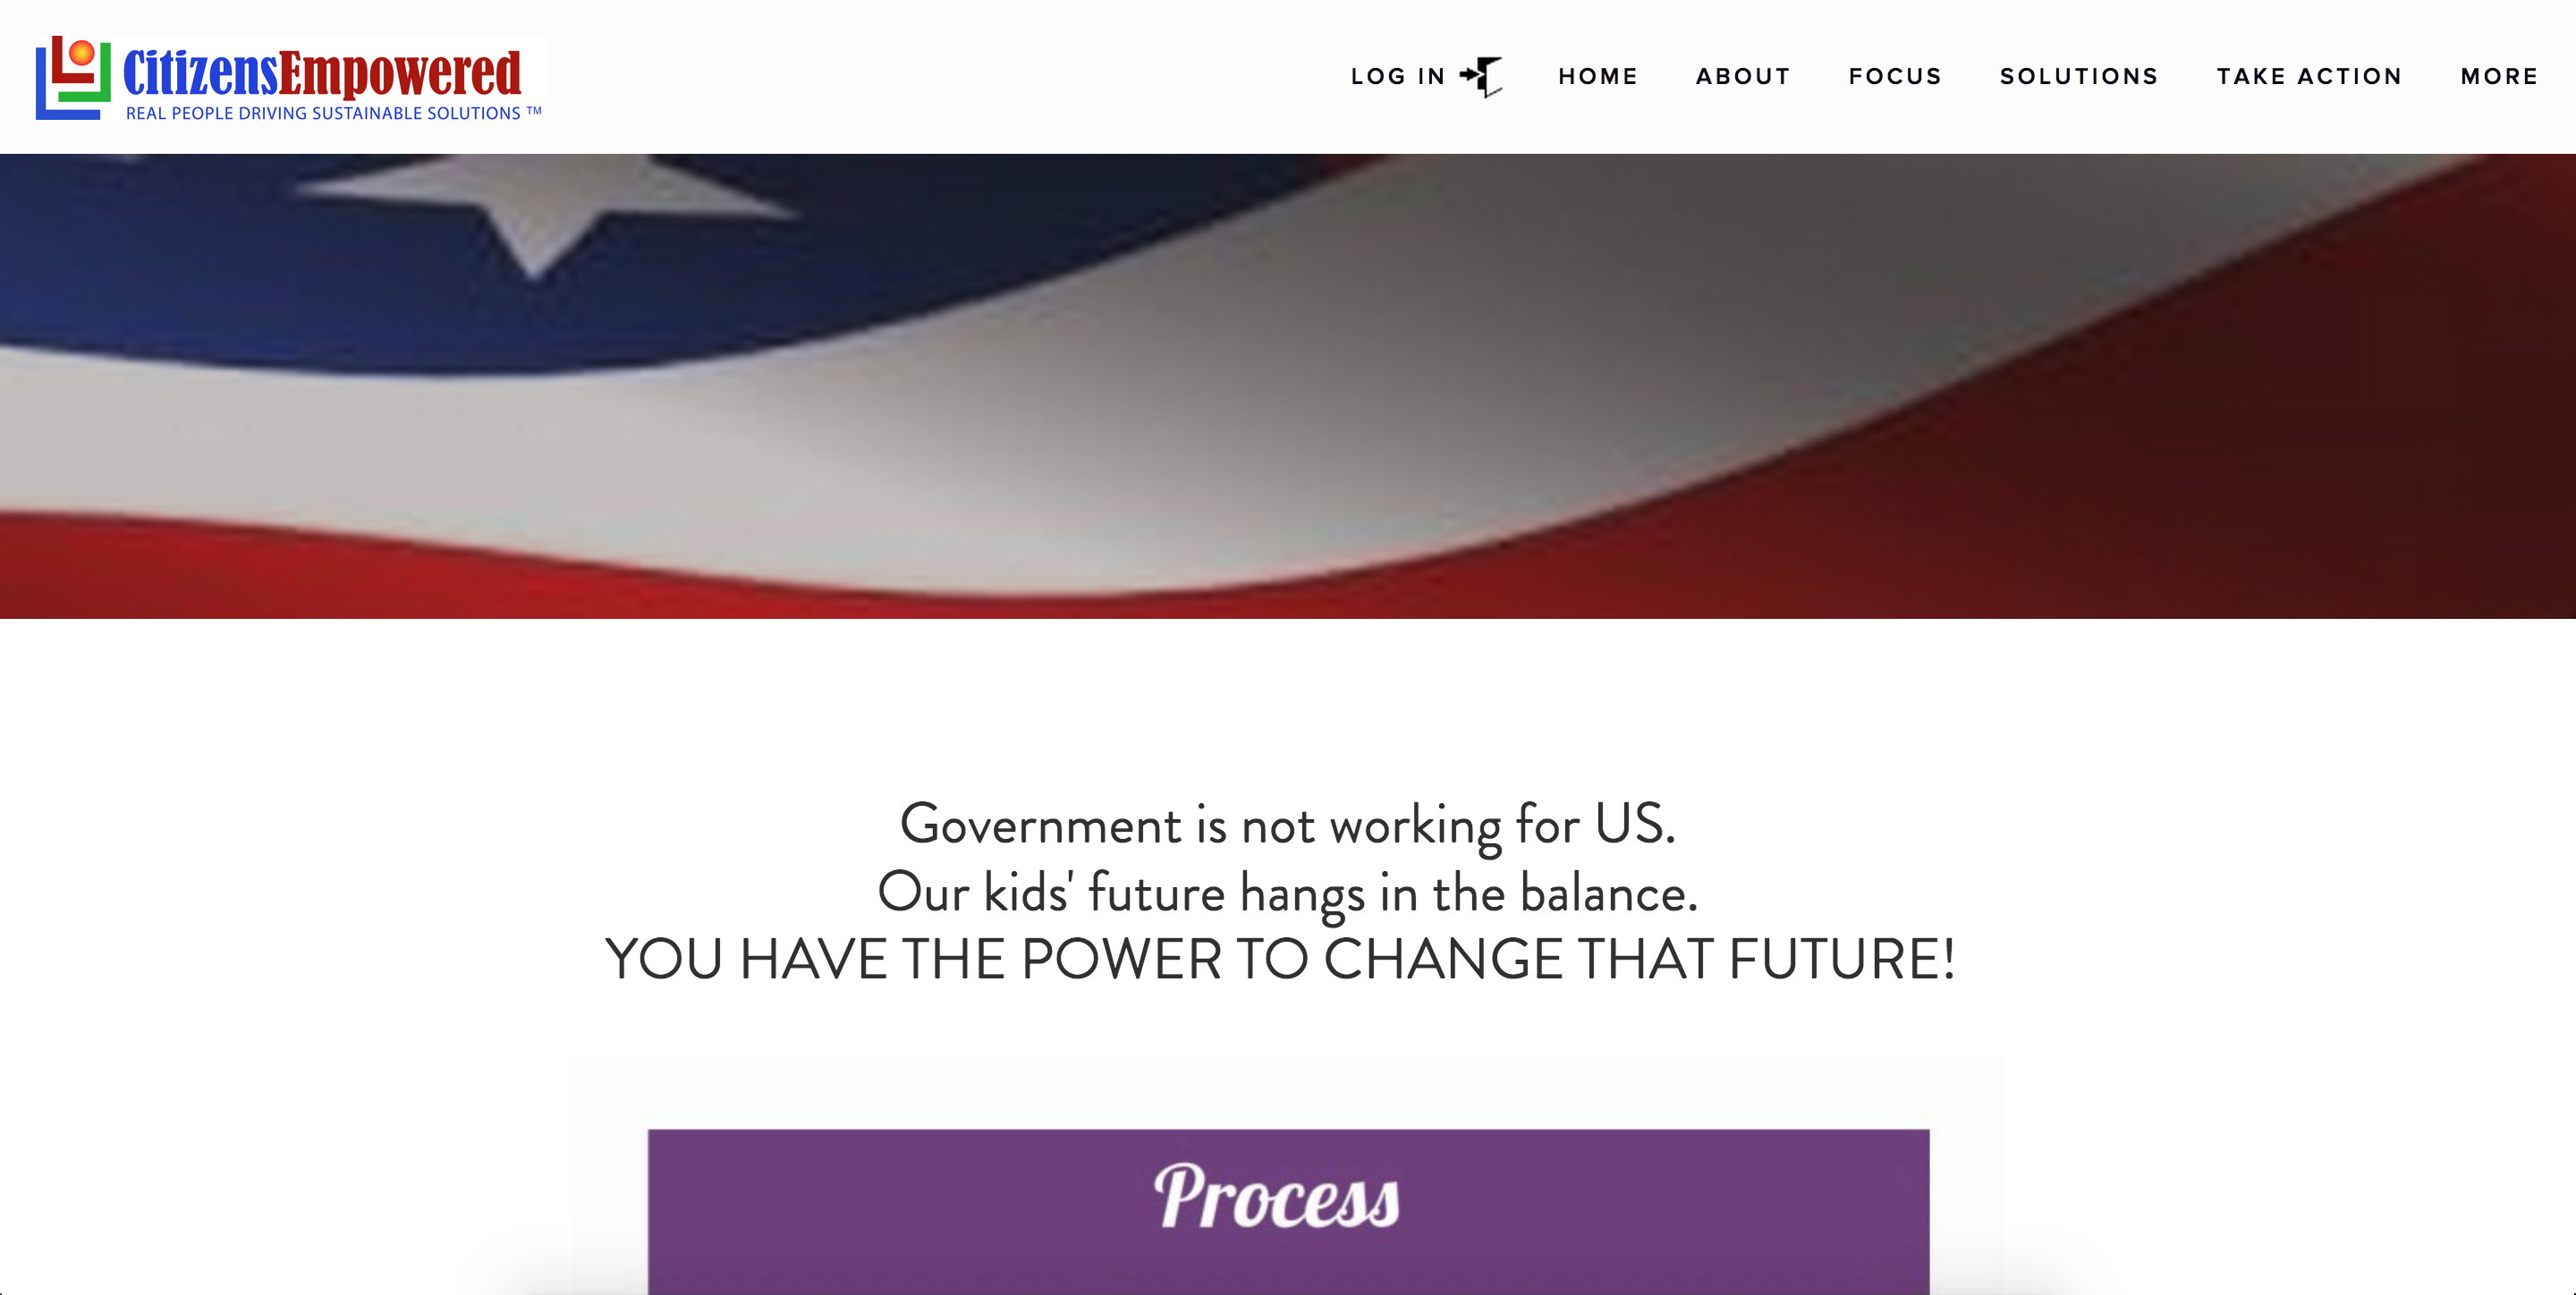 CitizensEmpowered
REAL PEOPLE DRIVING SUSTAINABLE SOLUTIONS TM
LOG IN HOME ABOUT FOCUS SOLUTIONS TAKE ACTION MORE
Government is not working for US.
Our kids' future hangs in the balance.
YOU HAVE THE POWER TO CHANGE THAT FUTURE!
Process